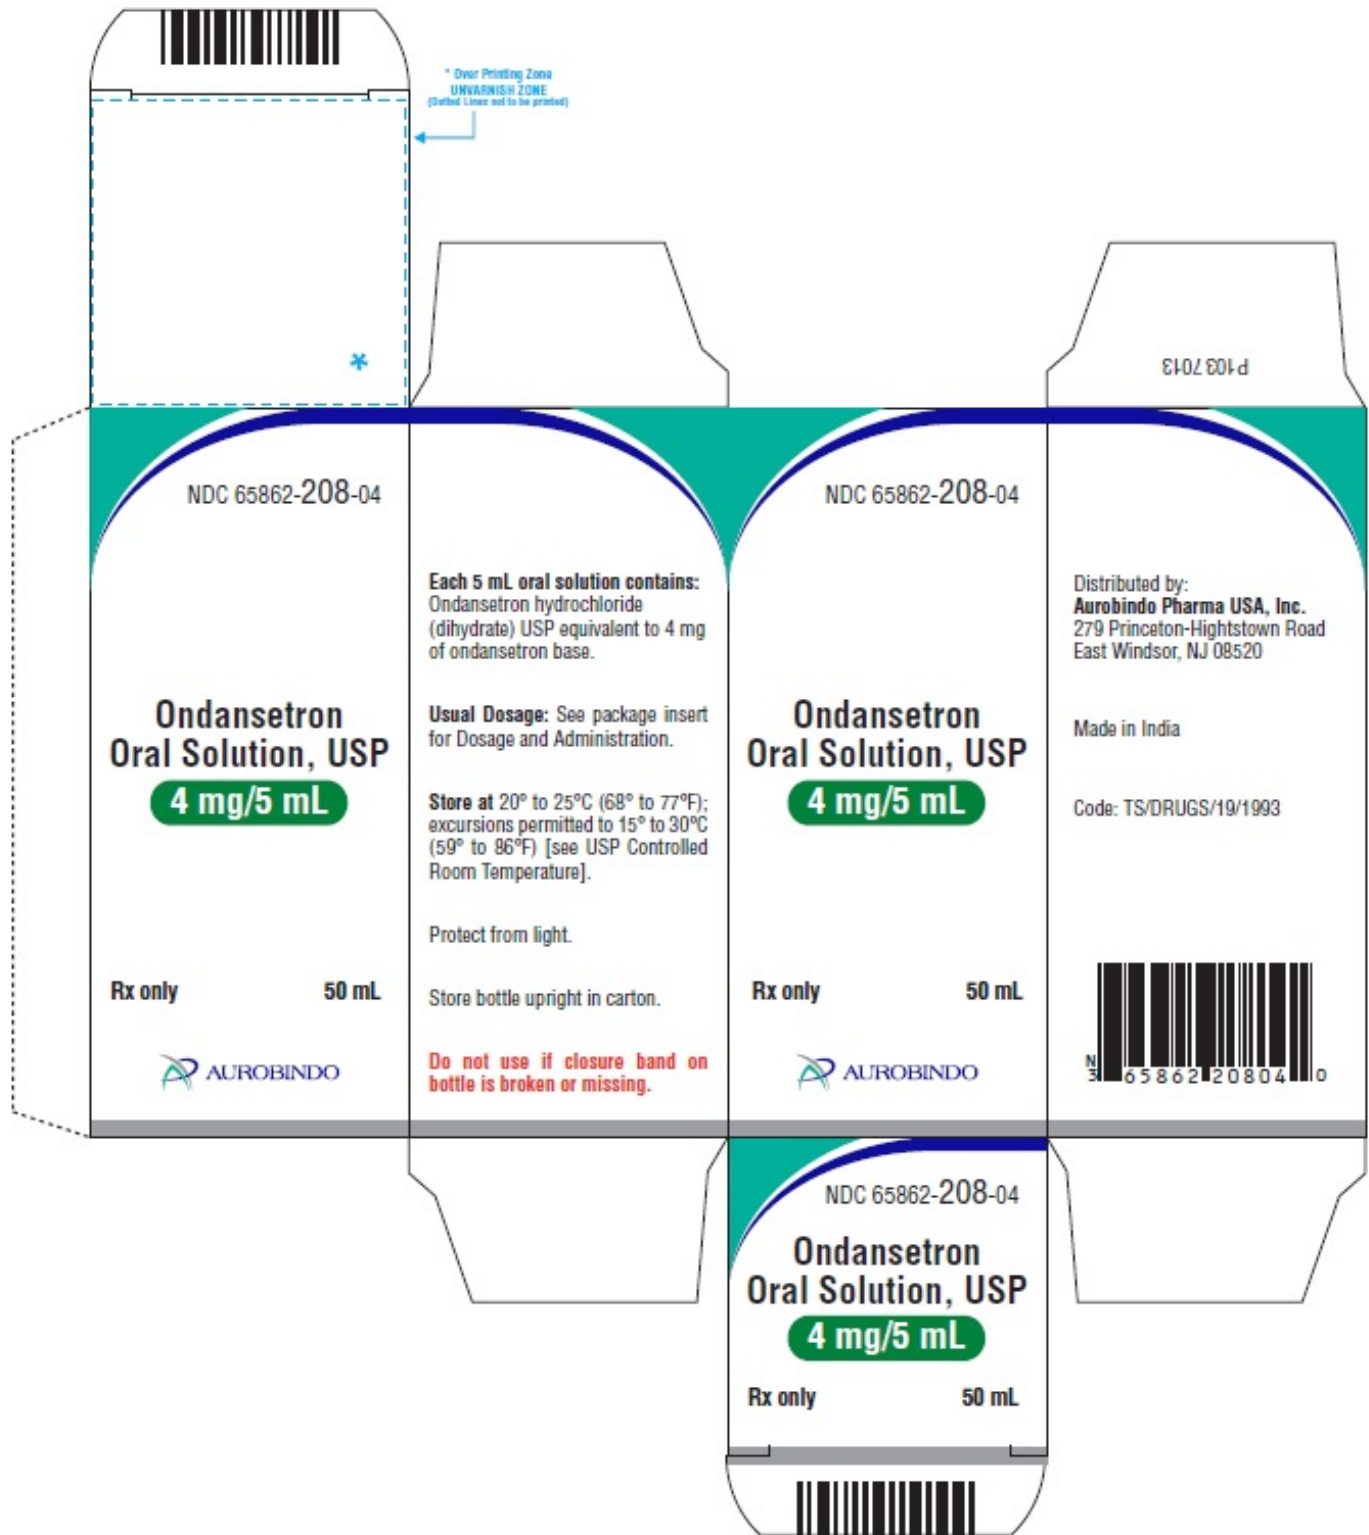 * Over Printing Zone
UNVARNISH ZONE
(Dotted Lines not to be printed)
*
P1037013
NDC 65862-208-04
Ondansetron
Oral Solution, USP
4 mg/5 mL
Rx only 50 mL
AUROBINDO
Each 5 mL oral solution contains:
Ondansetron hydrochloride
(dihydrate) USP equivalent to 4 mg
of ondansetron base.
Usual Dosage: See package insert
for Dosage and Administration.
Store at 20° to 25°C (68° to 77°F);
excursions permitted to 15° to 30°C
(59° to 86°F) [see USP Controlled
Room Temperature].
Protect from light.
Store bottle upright in carton.
Do not use if closure band on
bottle is broken or missing.
NDC 65862-208-04
Ondansetron
Oral Solution, USP
4 mg/5 mL
Rx only 50 mL
AUROBINDO
Distributed by:
Aurobindo Pharma USA, Inc.
279 Princeton-Hightstown Road
East Windsor, NJ 08520
Made in India
Code: TS/DRUGS/19/1993
N
3 65862 20804 0
NDC 65862-208-04
Ondansetron
Oral Solution, USP
4 mg/5 mL
Rx only 50 mL